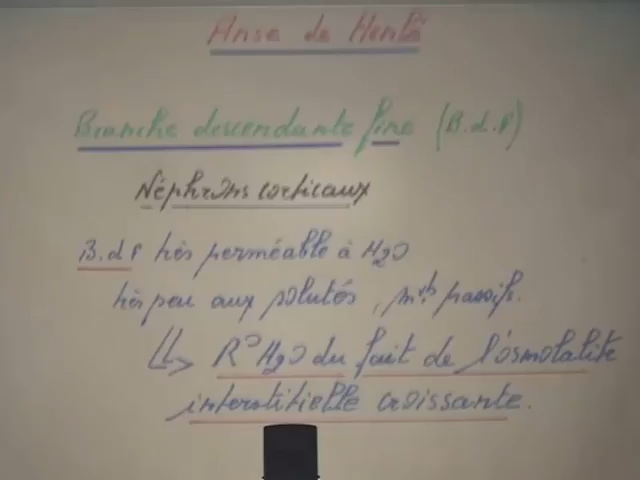 Anse de Henlé
Branche descendante fine (B.d.f)
Néphrons corticaux
B.d f très perméable à H2O
très peu aux solutés, mvts passifs.
R° H2O du fait de l'osmolalité
interstitielle croissante.